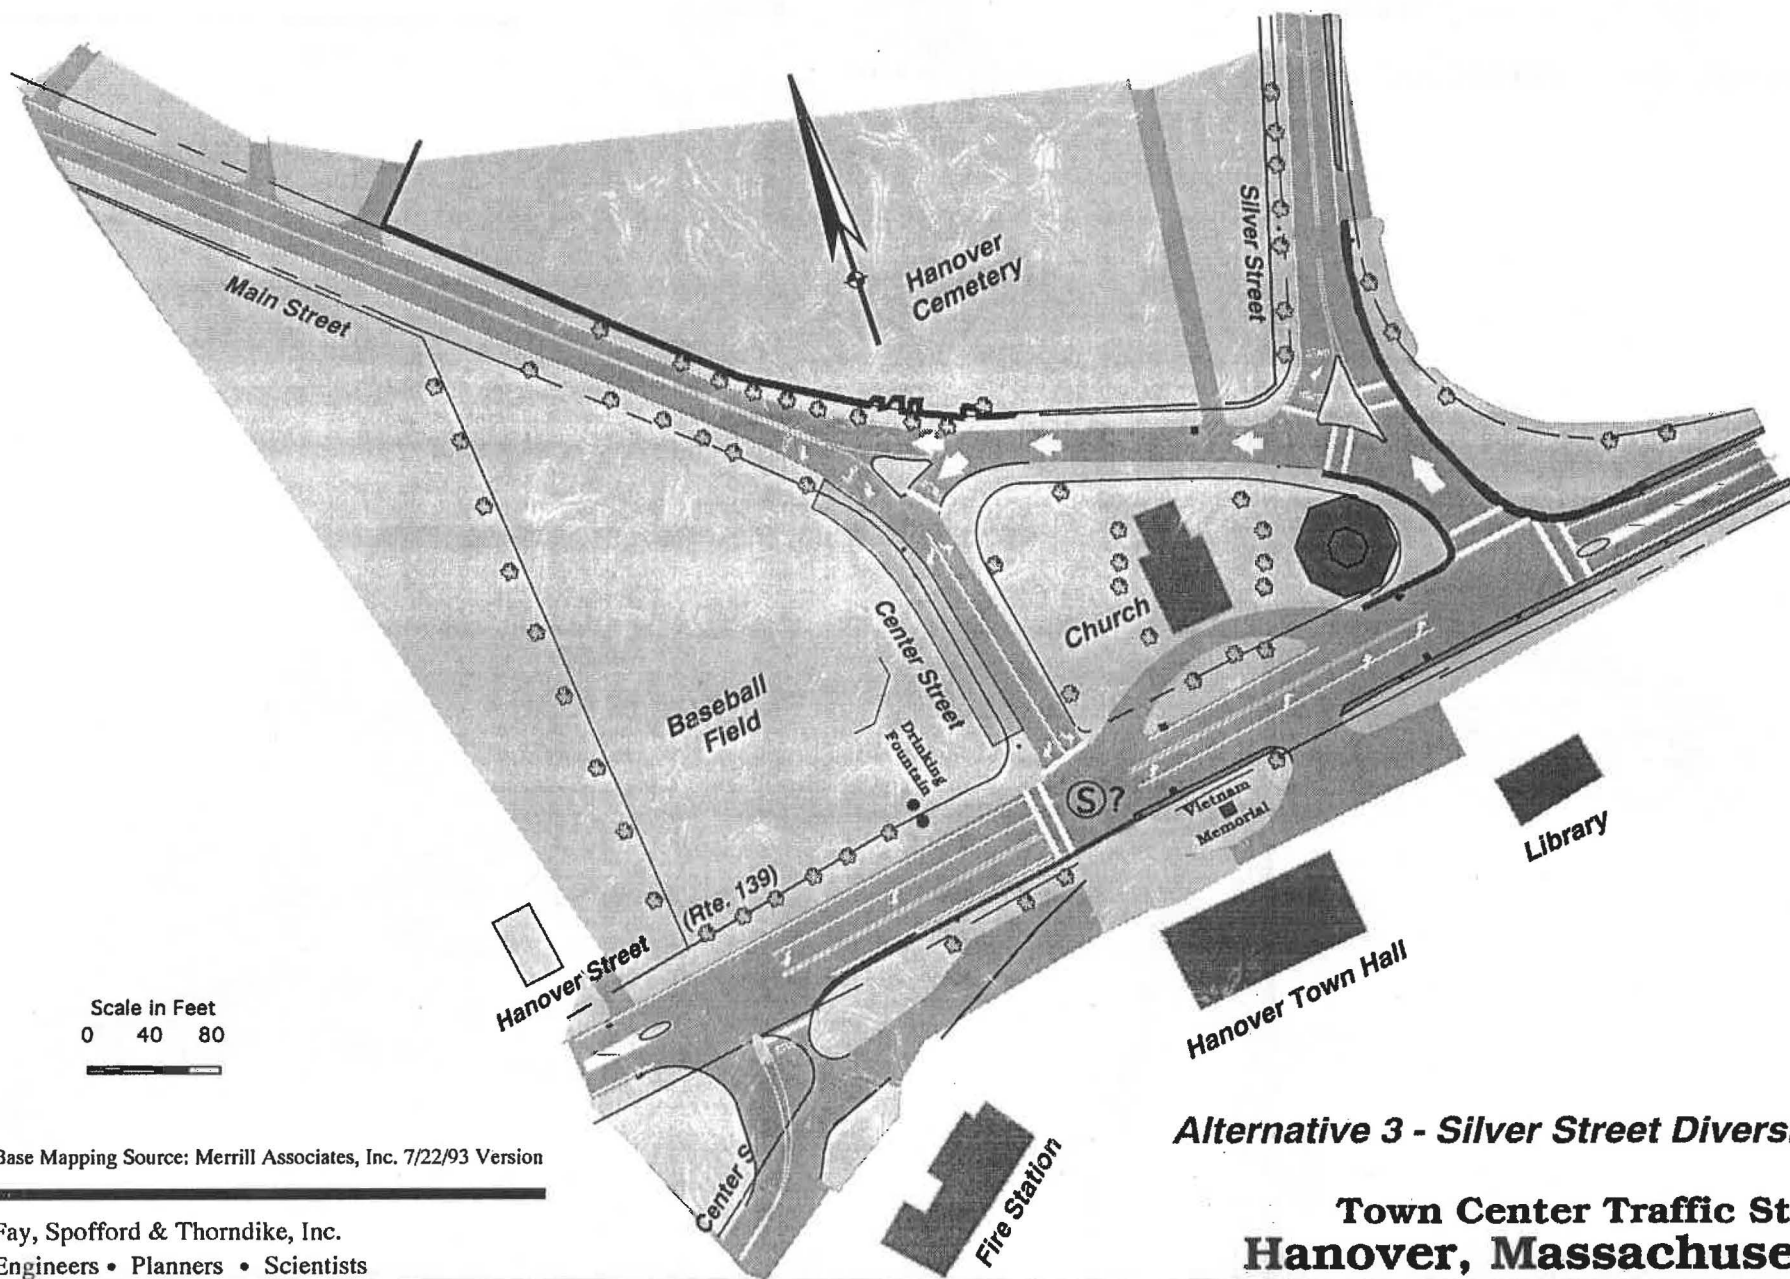 Silver Street
Hanover
Cemetery
Main Street
Church
Center Street
Baseball
Field
Drinking
Fountain
S ?
Vietnam
Memorial
Library
(Rte. 139)
Hanover Street
Hanover Town Hall
Scale in Feet
0 40 80
Center S
Fire Station
Alternative 3 - Silver Street Divers
Base Mapping Source: Merrill Associates, Inc. 7/22/93 Version
Town Center Traffic St
Fay, Spofford & Thorndike, Inc.
Hanover, Massachuse
Engineers • Planners • Scientists